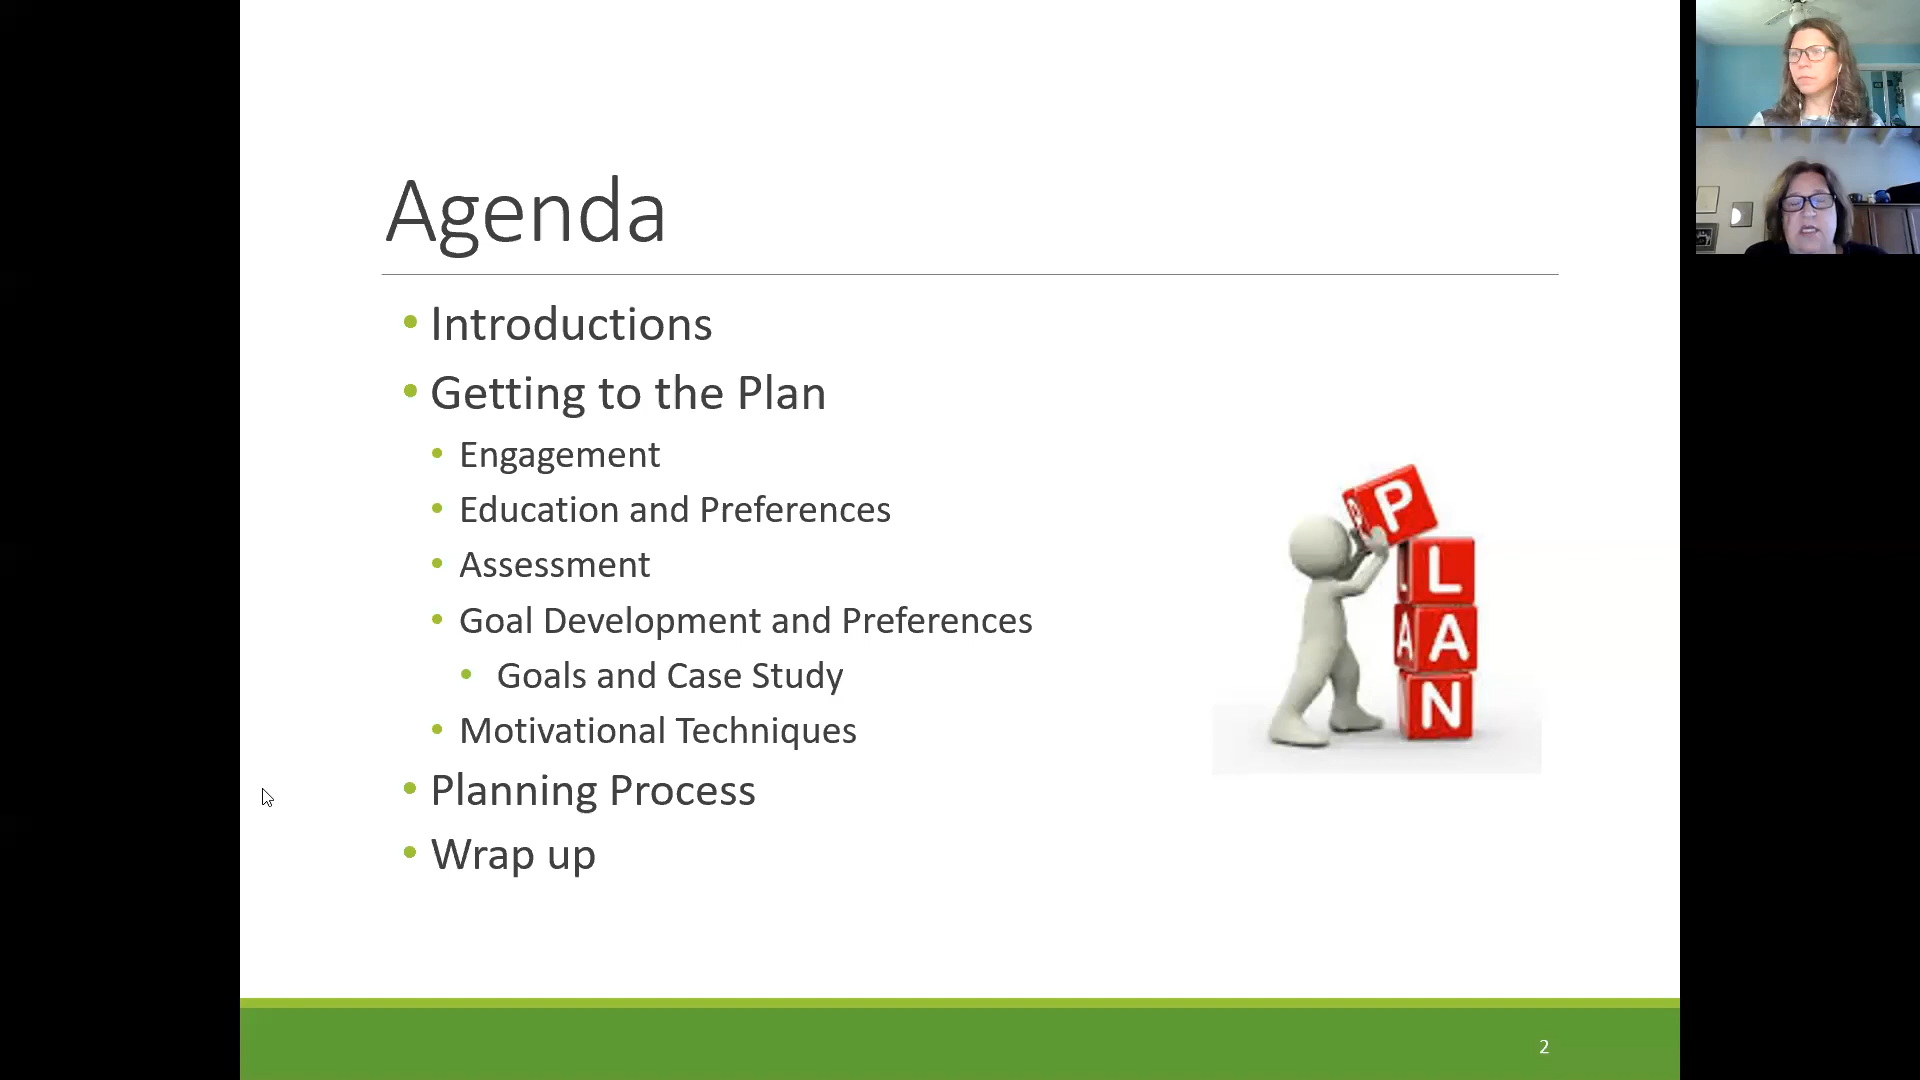 Agenda
• Introductions
• Getting to the Plan
• Engagement
• Education and Preferences
• Assessment
• Goal Development and Preferences
• Goals and Case Study
• Motivational Techniques
• Planning Process
• Wrap up
P
L
A A
N
2